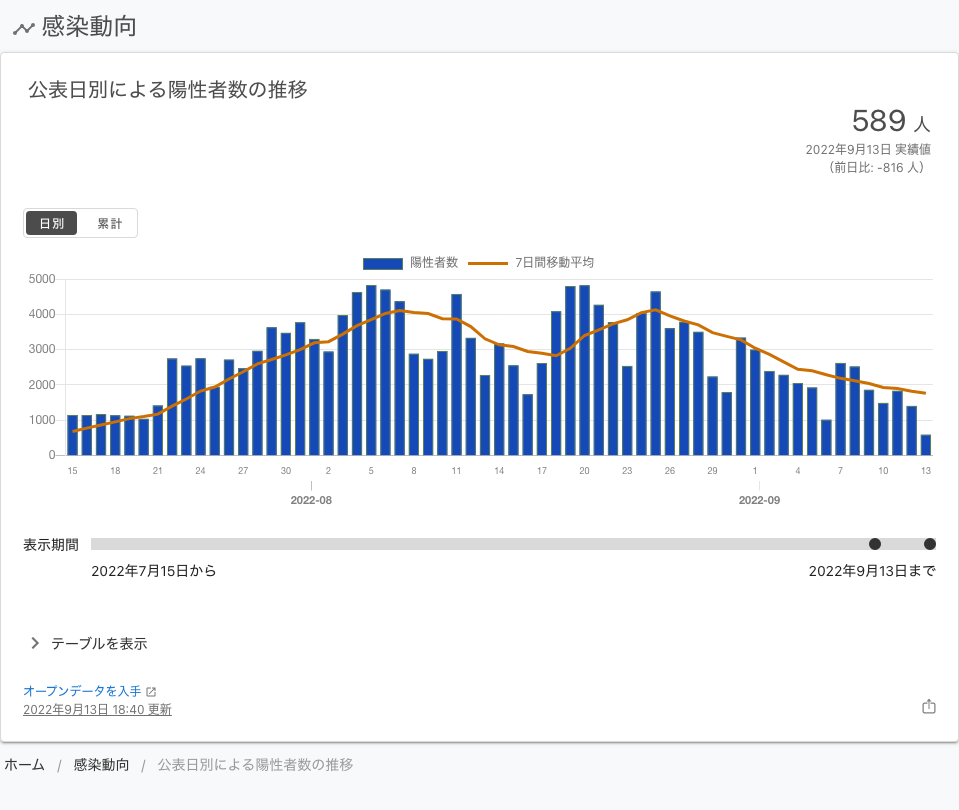 感染動向
公表日別による陽性者数の推移
589 人
2022年9月13日 実績値
（前日比: -816 人）
日別 累計
陽性者数 7日間移動平均
5000
4000
3000
2000
1000
0
15 18 21 24 27 30 2 5 8 11 14 17 20 23 26 29 1 4 7 10 13
2022-08 2022-09
表示期間
2022年7月15日から 2022年9月13日まで
テーブルを表示
オープンデータを入手
2022年9月13日 18:40 更新
ホーム / 感染動向 / 公表日別による陽性者数の推移